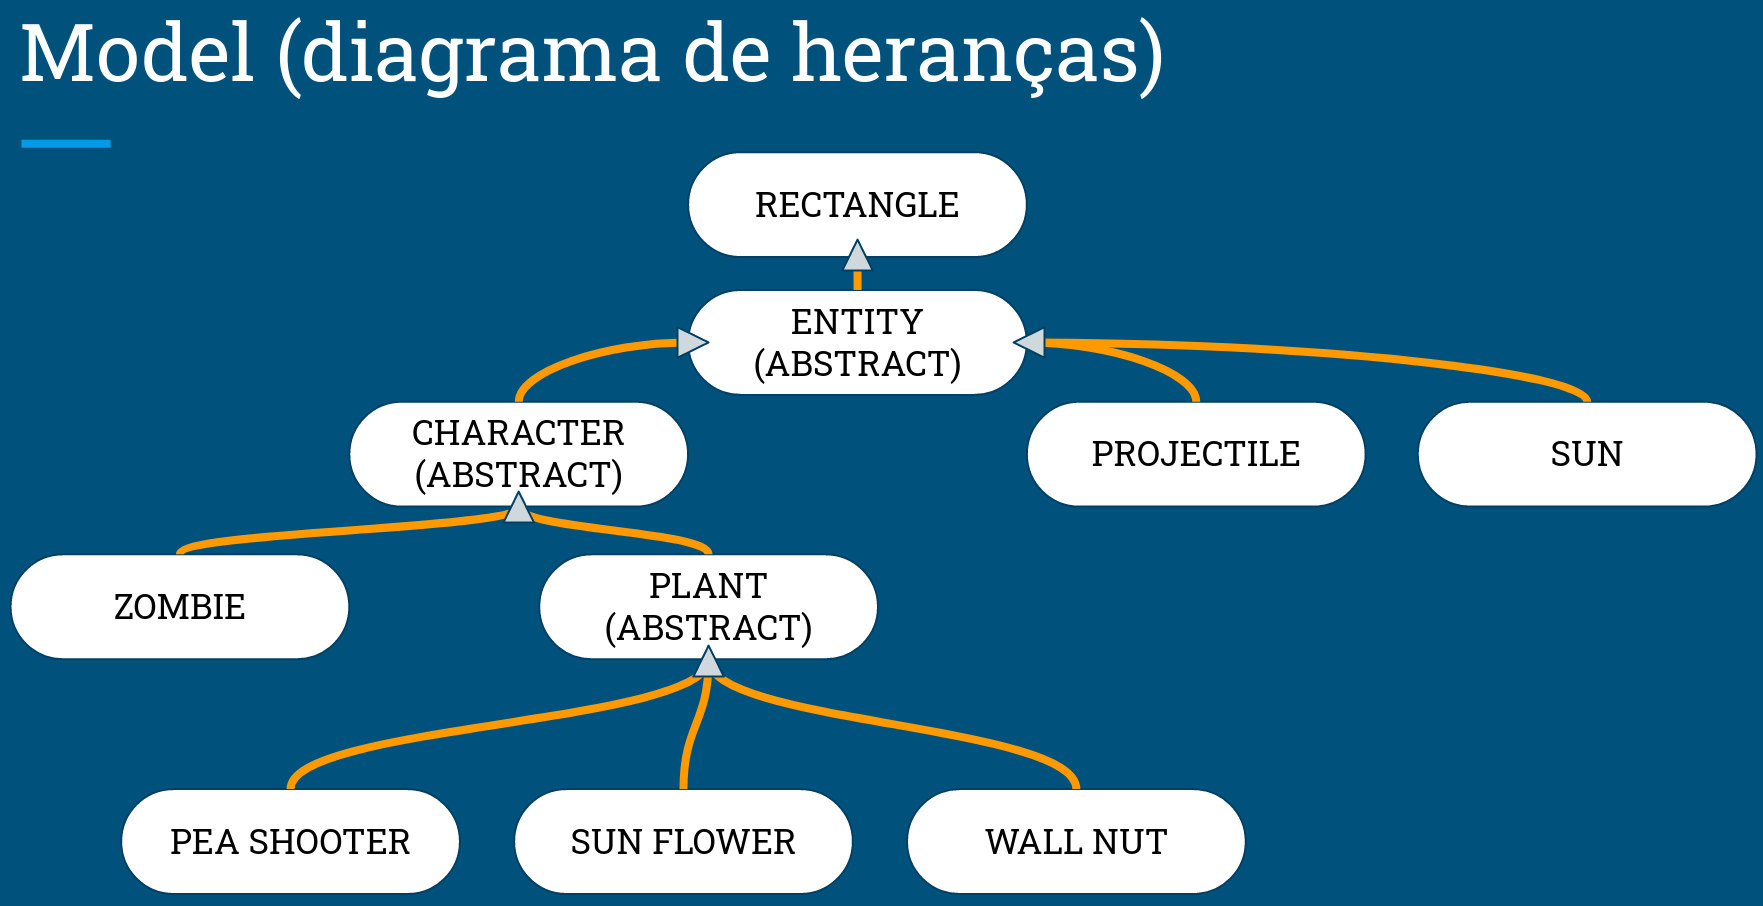 Model (diagrama de heranças)
RECTANGLE
ENTITY
(ABSTRACT)
CHARACTER
(ABSTRACT)
PROJECTILE
SUN
ZOMBIE
PLANT
(ABSTRACT)
PEA SHOOTER
SUN FLOWER
WALL NUT